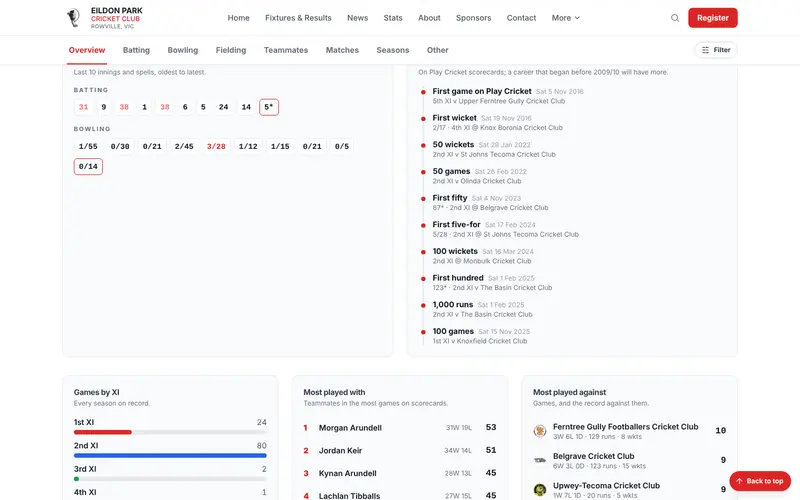 EILDON PARK
CRICKET CLUB
ROWVILLE, VIC
Home
Fixtures & Results
News
Stats
About
Sponsors
Contact
More
Register
Overview
Batting
Bowling
Fielding
Teammates
Matches
Seasons
Other
Filter
Last 10 innings and spells, oldest to latest.
BATTING
31 9 38 1 38 6 5 24 14 5*
BOWLING
1/55 0/30 0/21 2/45 3/28 1/12 1/15 0/21 0/5
0/14
On Play Cricket scorecards; a career that began before 2009/10 will have more.
First game on Play Cricket Sat 5 Nov 2016
5th XI v Upper Ferntree Gully Cricket Club
First wicket Sat 19 Nov 2016
2/17 · 4th XI @ Knox Boronia Cricket Club
50 wickets Sat 29 Jan 2022
2nd XI v St Johns Tecoma Cricket Club
50 games Sat 26 Feb 2022
2nd XI v Olinda Cricket Club
First fifty Sat 4 Nov 2023
87* · 2nd XI @ Belgrave Cricket Club
First five-for Sat 17 Feb 2024
5/28 · 2nd XI @ St Johns Tecoma Cricket Club
100 wickets Sat 16 Mar 2024
2nd XI @ Monbulk Cricket Club
First hundred Sat 1 Feb 2025
123* · 2nd XI v The Basin Cricket Club
1,000 runs Sat 1 Feb 2025
2nd XI v The Basin Cricket Club
100 games Sat 15 Nov 2025
1st XI v Knoxfield Cricket Club
Games by XI
Every season on record.
1st XI 24
2nd XI 80
3rd XI 2
4th XI 1
Most played with
Teammates in the most games on scorecards.
1 Morgan Arundell 31W 19L 53
2 Jordan Keir 34W 14L 51
3 Kynan Arundell 28W 13L 45
4 Lachlan Tibballs 27W 15L 45
Most played against
Games, and the record against them.
Ferntree Gully Footballers Cricket Club 10
3W 6L 1D · 129 runs · 8 wkts
Belgrave Cricket Club 9
6W 3L 0D · 123 runs · 15 wkts
Upwey-Tecoma Cricket Club 9
1W 7L 1D · 20 runs · 5 wkts
Back to top